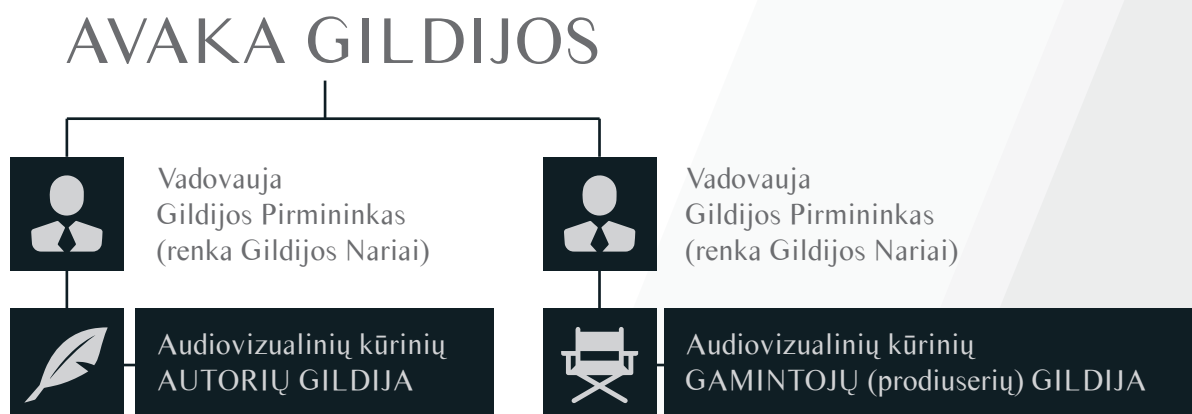 AVAKA GILDIJOS
Vadovauja
Gildijos Pirmininkas
(renka Gildijos Nariai)
Audiovizualinių kūrinių
AUTORIŲ GILDIJA
Vadovauja
Gildijos Pirmininkas
(renka Gildijos Nariai)
Audiovizualinių kūrinių
GAMINTOJŲ (prodiuserių) GILDIJA